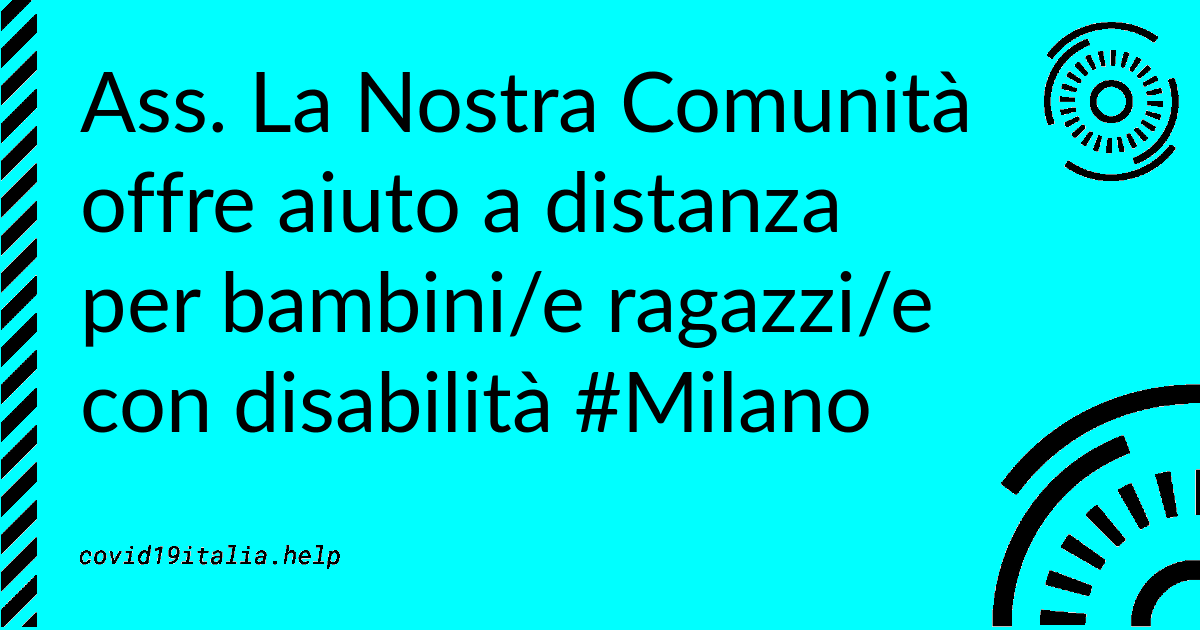 Ass. La Nostra Comunità
offre aiuto a distanza
per bambini/e ragazzi/e
con disabilità #Milano
covid19italia.help